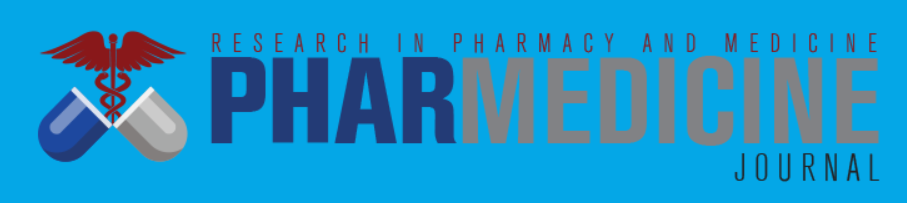 RESEARCH IN PHARMACY AND MEDICINE
PHARMEDICINE
JOURNAL